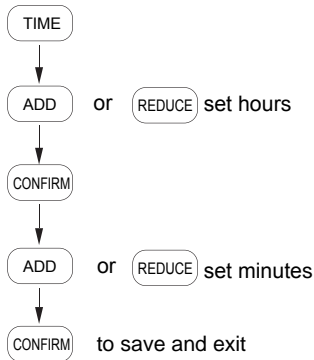 TIME
ADD or REDUCE set hours
CONFIRM
ADD or REDUCE set minutes
CONFIRM to save and exit